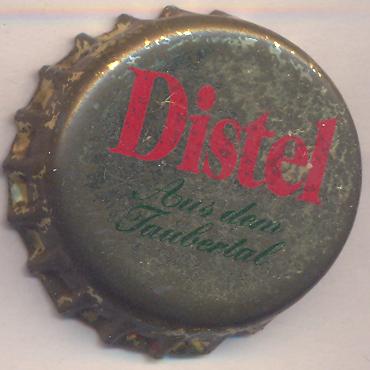 Distel
Aus dem
Taubertal